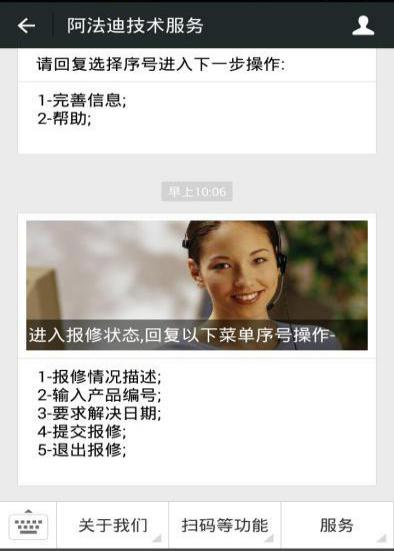 阿法迪技术服务
请回复选择序号进入下一步操作:
1-完善信息;
2-帮助;
早上10:06
进入报修状态,回复以下菜单序号操作-
1-报修情况描述;
2-输入产品编号;
3-要求解决日期;
4-提交报修;
5-退出报修;
关于我们 扫码等功能 服务